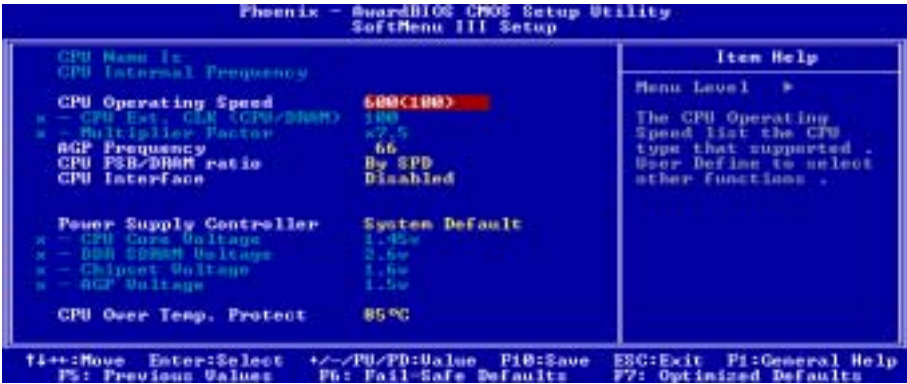 Phoenix - AwardBIOS CMOS Setup Utility
SoftMenu III Setup
CPU Name Is
CPU Internal Frequency
CPU Operating Speed 600(100)
x - CPU Ext. CLK (CPU/DRAM) 100
x - Multiplier Factor x7.5
AGP Frequency 66
CPU FSB/DRAM ratio By SPD
CPU Interface Disabled
Power Supply Controller System Default
x - CPU Core Voltage 1.45v
x - DDR SDRAM Voltage 2.6v
x - Chipset Voltage 1.6v
x - AGP Voltage 1.5v
CPU Over Temp. Protect 85°C
Item Help
Menu Level ►
The CPU Operating
Speed list the CPU
type that supported .
User Define to select
other functions .
↑↓→←:Move Enter:Select +/-/PU/PD:Value F10:Save ESC:Exit F1:General Help
F5: Previous Values F6: Fail-Safe Defaults F7: Optimized Defaults